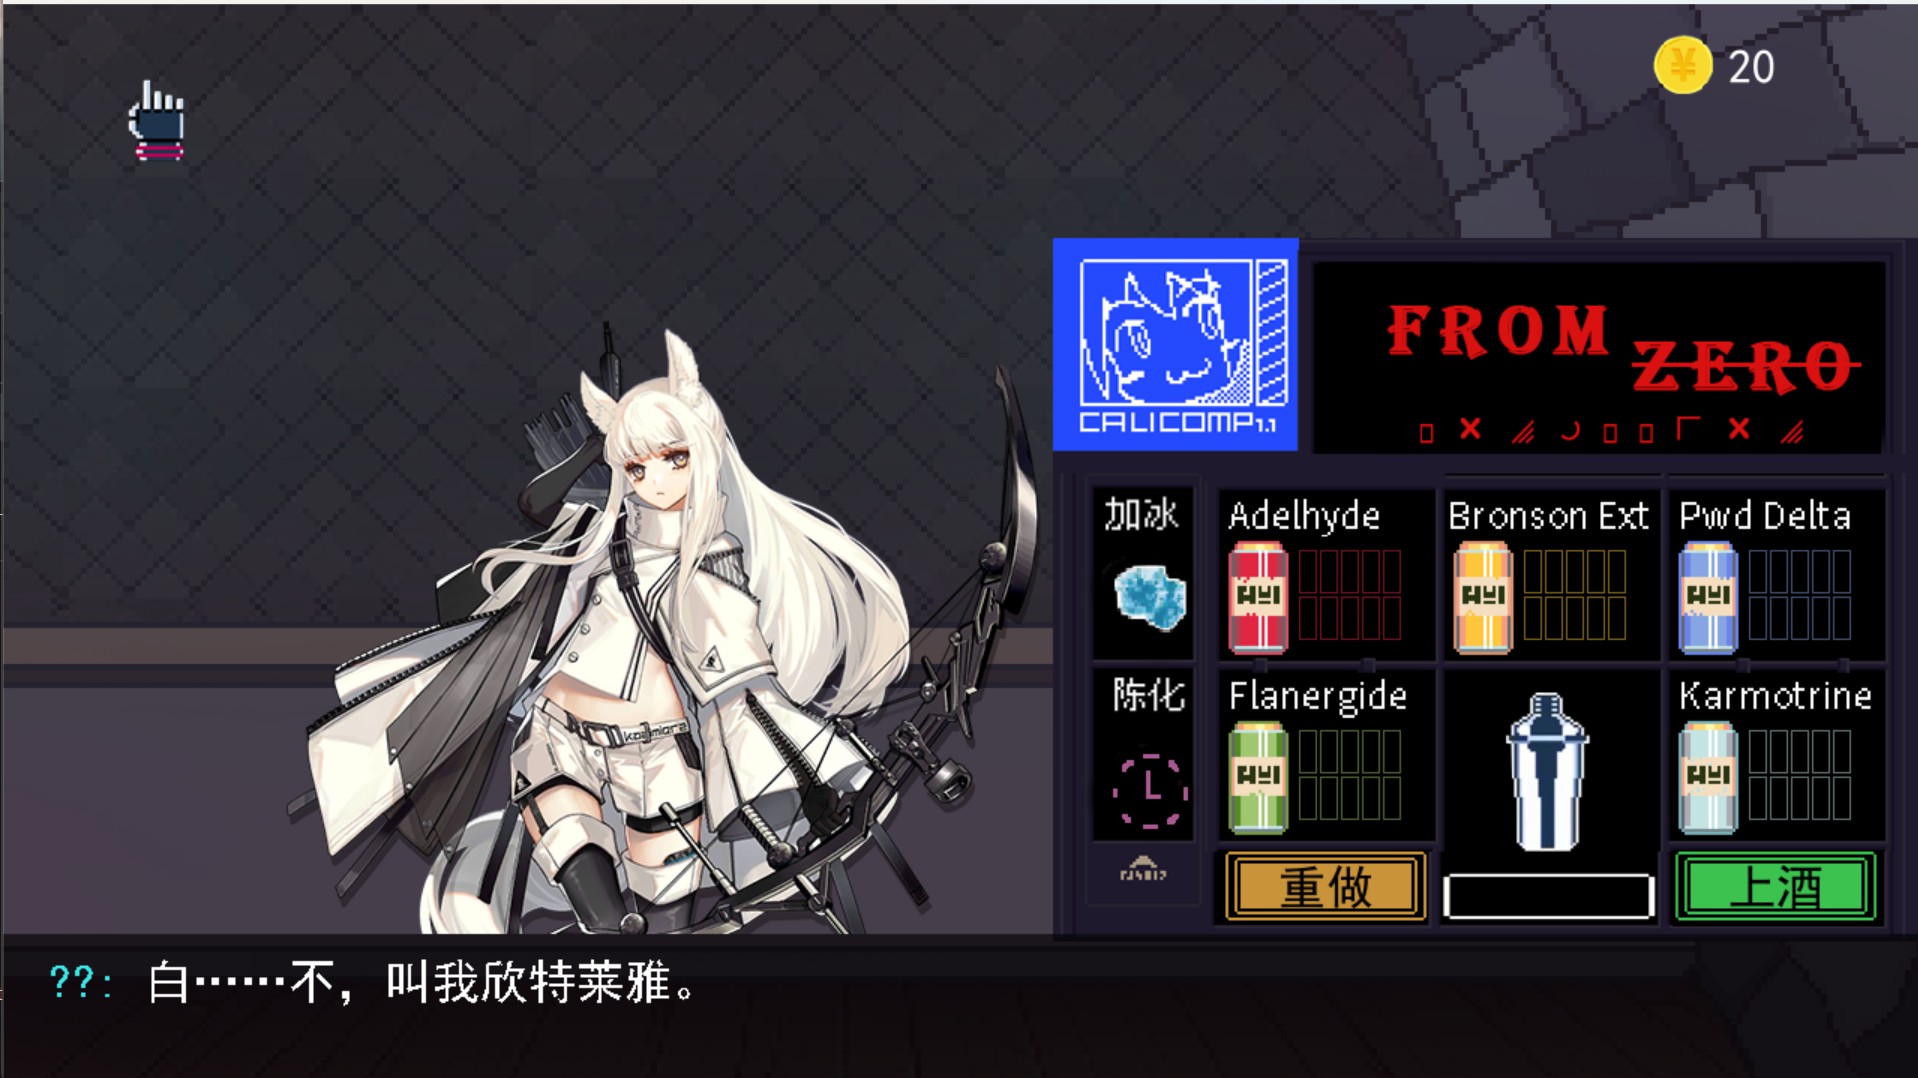 20
CALICOMP1.1
FROM
ZERO
加冰
Adelhyde
Bronson Ext
Pwd Delta
陈化
Flanergide
Karmotrine
kazimierz
重做
上酒
??: 白……不，叫我欣特莱雅。